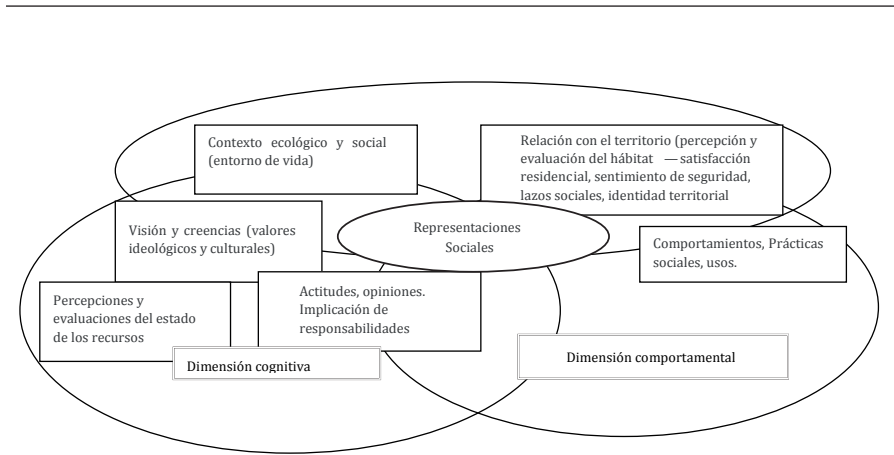 Contexto ecológico y social
(entorno de vida)
Relación con el territorio (percepción y
evaluación del hábitat —satisfacción
residencial, sentimiento de seguridad,
lazos sociales, identidad territorial
Visión y creencias (valores
ideológicos y culturales)
Representaciones
Sociales
Comportamientos, Prácticas
sociales, usos.
Percepciones y
evaluaciones del estado
de los recursos
Actitudes, opiniones.
Implicación de
responsabilidades
Dimensión cognitiva
Dimensión comportamental